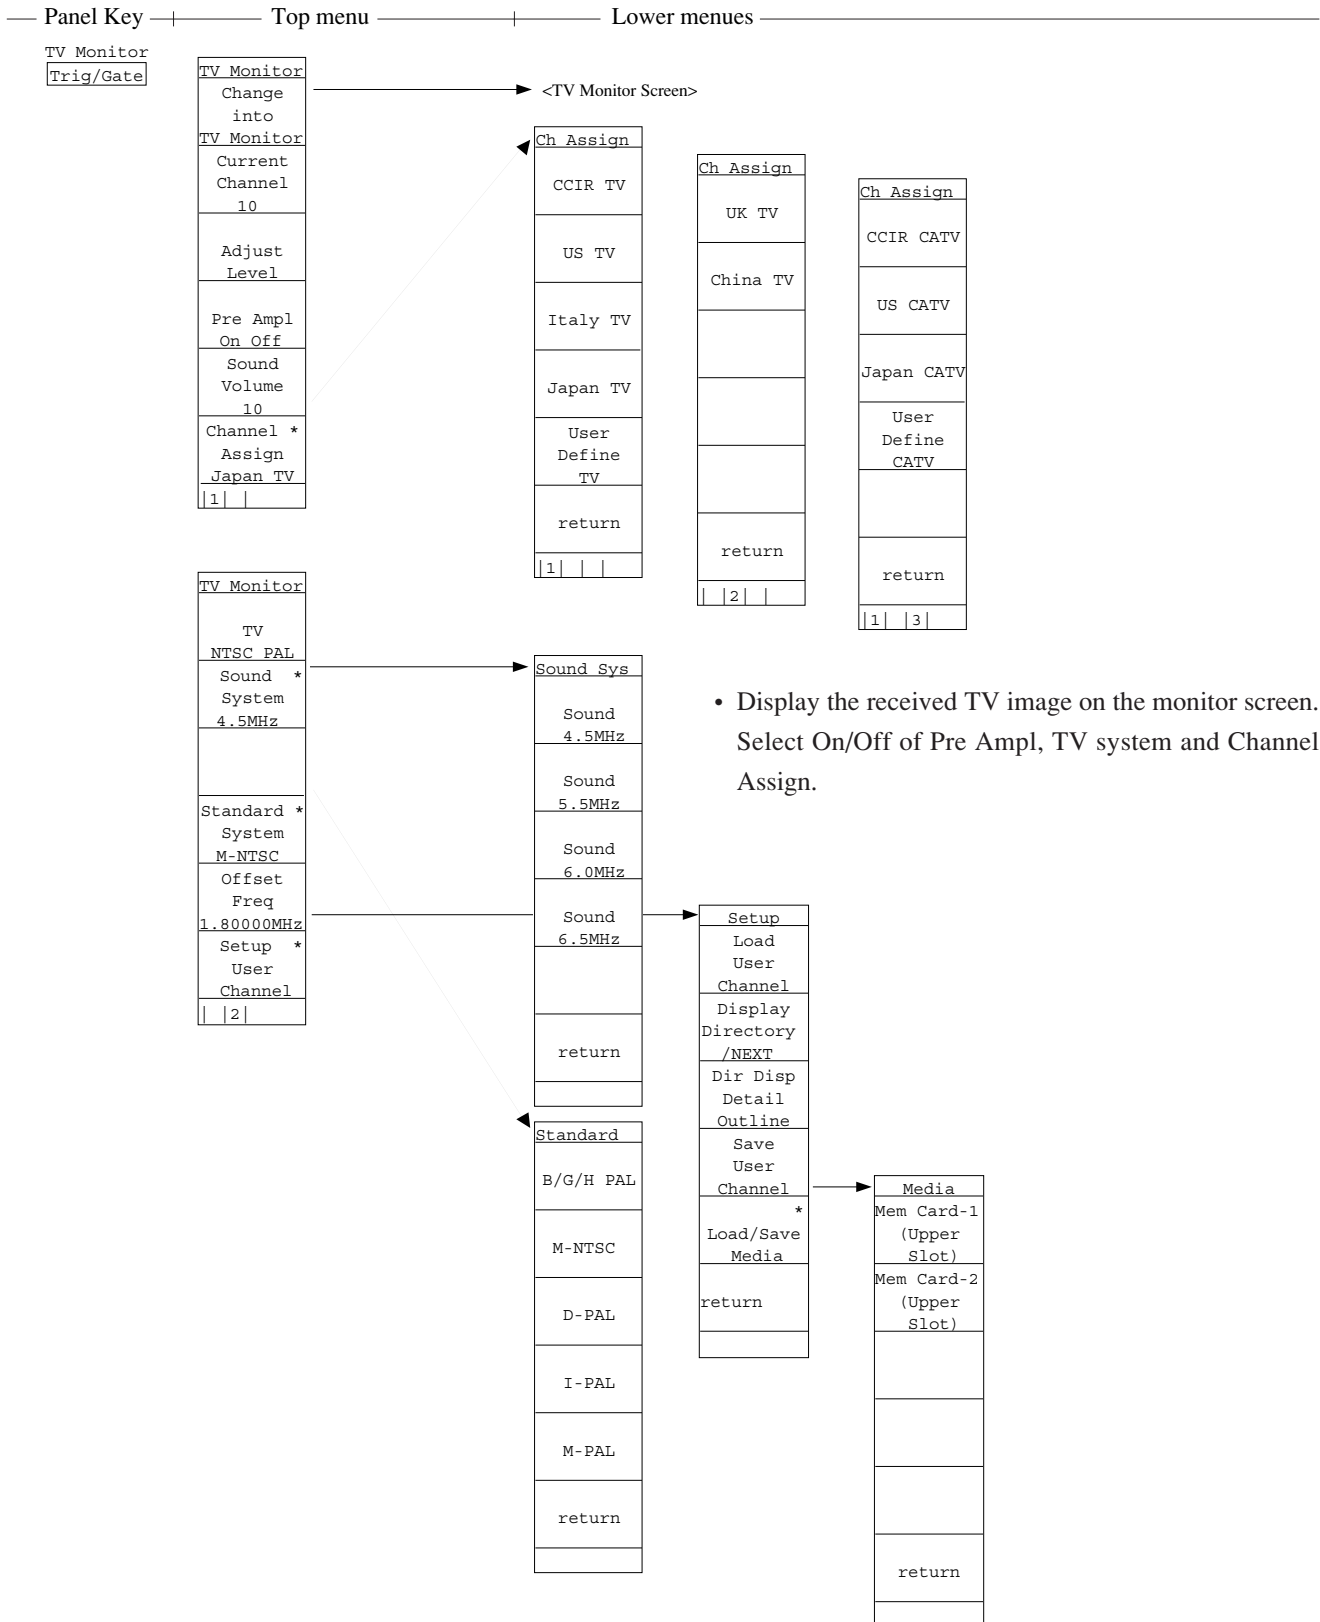 Panel Key
Top menu
Lower menues
TV Monitor
Trig/Gate
TV Monitor
Change
into
TV Monitor
Current
Channel
10
Adjust
Level
Pre Ampl
On Off
Sound
Volume
10
Channel *
Assign
Japan TV
|1| |
<TV Monitor Screen>
Ch Assign
CCIR TV
US TV
Italy TV
Japan TV
User
Define
TV
return
|1| | |
Ch Assign
UK TV
China TV
return
| |2| |
Ch Assign
CCIR CATV
US CATV
Japan CATV
User
Define
CATV
return
|1| |3|
TV Monitor
TV
NTSC PAL
Sound *
System
4.5MHz
Standard *
System
M-NTSC
Offset
Freq
1.80000MHz
Setup *
User
Channel
| |2|
Sound Sys
Sound
4.5MHz
Sound
5.5MHz
Sound
6.0MHz
Sound
6.5MHz
return
• Display the received TV image on the monitor screen.
Select On/Off of Pre Ampl, TV system and Channel
Assign.
Setup
Load
User
Channel
Display
Directory
/NEXT
Dir Disp
Detail
Outline
Save
User
Channel
*
Load/Save
Media
return
Standard
B/G/H PAL
M-NTSC
D-PAL
I-PAL
M-PAL
return
Media
Mem Card-1
(Upper
Slot)
Mem Card-2
(Upper
Slot)
return